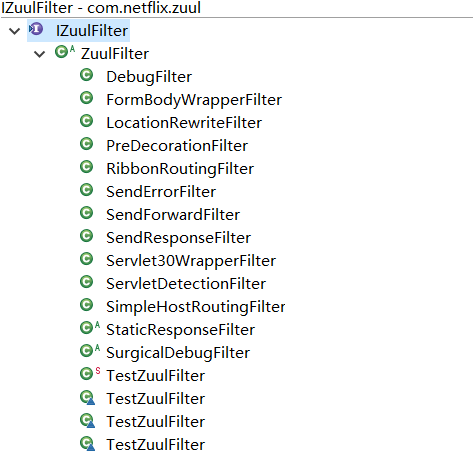 IZuulFilter - com.netflix.zuul
IZuulFilter
ZuulFilter
DebugFilter
FormBodyWrapperFilter
LocationRewriteFilter
PreDecorationFilter
RibbonRoutingFilter
SendErrorFilter
SendForwardFilter
SendResponseFilter
Servlet30WrapperFilter
ServletDetectionFilter
SimpleHostRoutingFilter
StaticResponseFilter
SurgicalDebugFilter
TestZuulFilter
TestZuulFilter
TestZuulFilter
TestZuulFilter